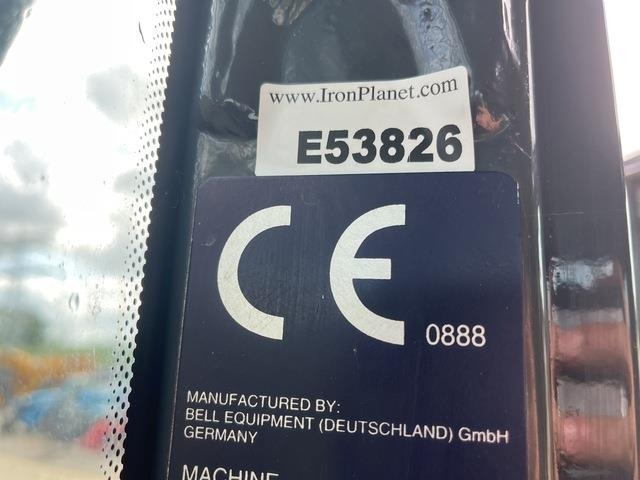 www.IronPlanet.com
E53826
CE
0888
MANUFACTURED BY:
BELL EQUIPMENT (DEUTSCHLAND) GmbH
GERMANY
MACHINE